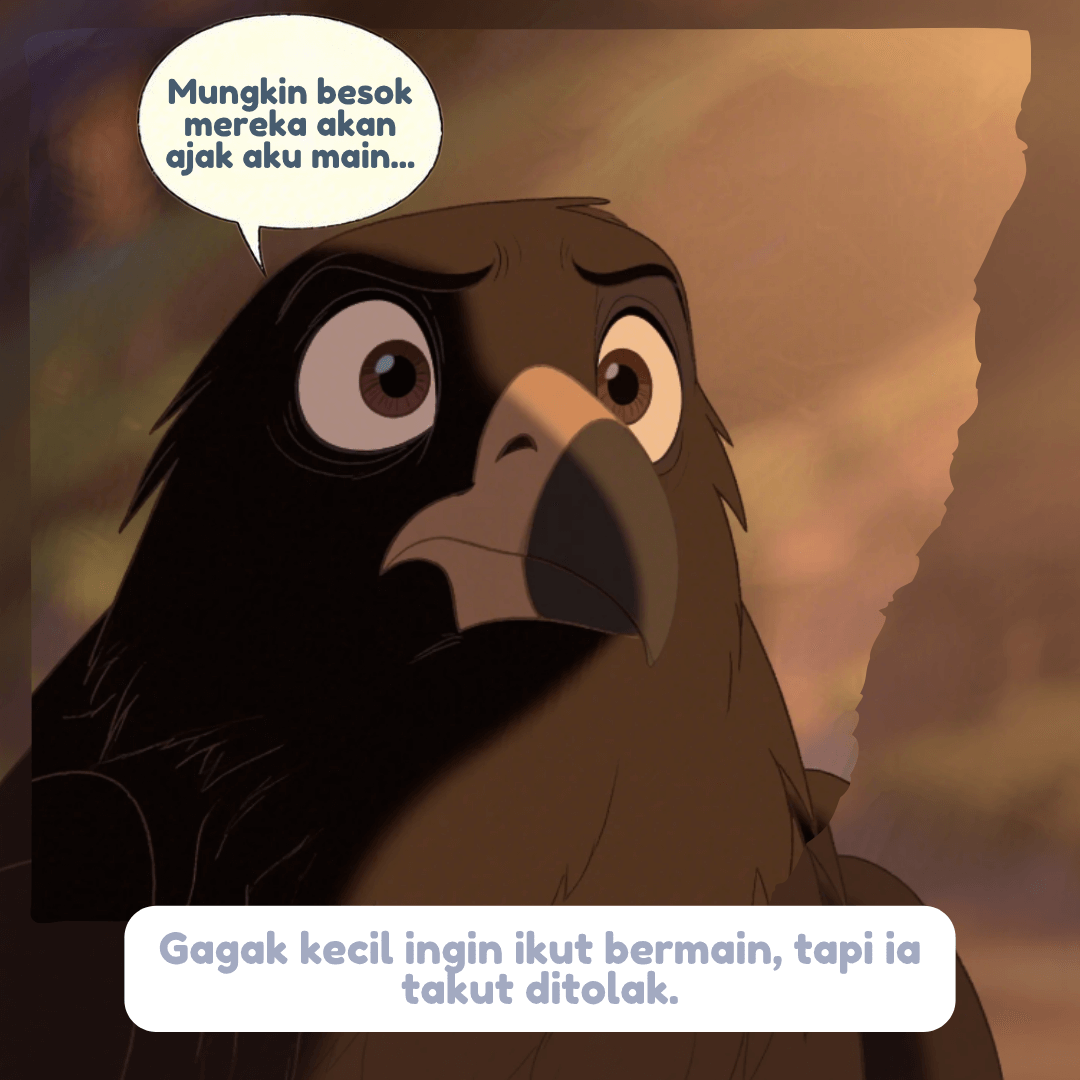 Mungkin besok
mereka akan
ajak aku main...
Gagak kecil ingin ikut bermain, tapi ia
takut ditolak.